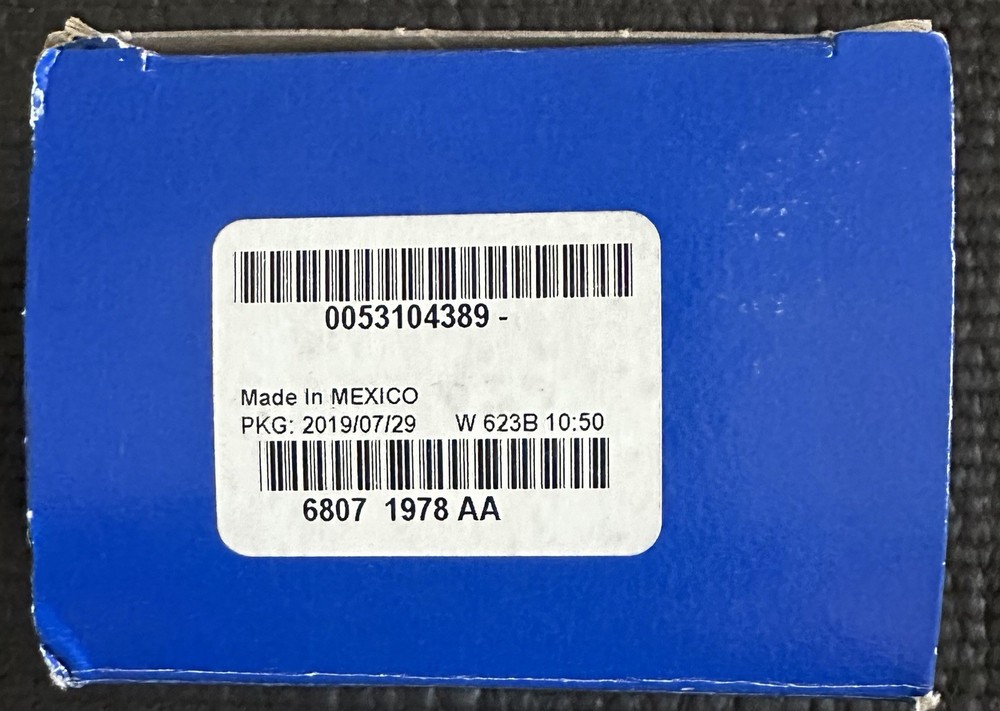 0053104389 -
Made In MEXICO
PKG: 2019/07/29 W 623B 10:50
6807 1978 AA